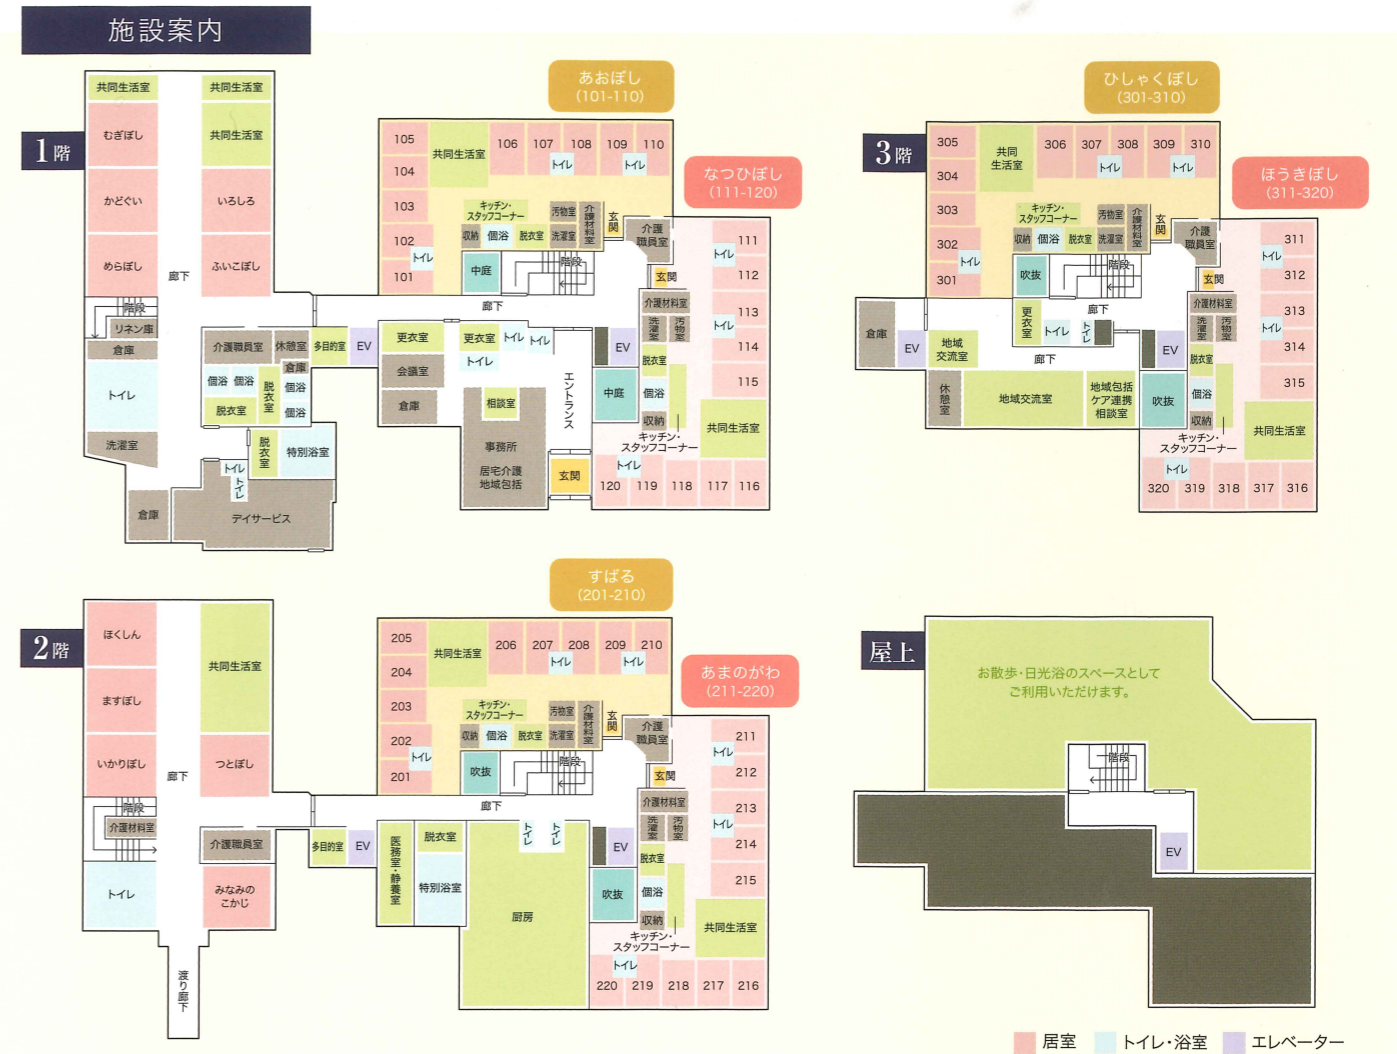 施設案内
1階
共同生活室
共同生活室
むぎぼし
共同生活室
かどぐい
いろしろ
めらぼし
ふいごぼし
廊下
階段
リネン庫
倉庫
トイレ
洗濯室
倉庫
介護職員室
休憩室
倉庫
多目的室
EV
個浴
個浴
脱衣室
個浴
脱衣室
個浴
脱衣室
特別浴室
トイレ
トイレ
デイサービス
あおぼし
(101-110)
105
共同生活室
106
107
108
109
110
トイレ
トイレ
104
103
102
トイレ
101
キッチン・
スタッフコーナー
収納
個浴
脱衣室
汚物室
洗濯室
介護材料室
玄関
中庭
階段
廊下
なつひぼし
(111-120)
介護
職員室
玄関
介護材料室
洗濯室
汚物室
脱衣室
個浴
収納
キッチン・
スタッフコーナー
111
トイレ
112
113
トイレ
114
115
共同生活室
トイレ
120
119
118
117
116
更衣室
更衣室
トイレ
トイレ
トイレ
会議室
倉庫
相談室
事務所
居宅介護
地域包括
エントランス
玄関
EV
中庭
3階
ひしゃくぼし
(301-310)
305
共同
生活室
306
307
308
309
310
トイレ
トイレ
304
303
302
トイレ
301
キッチン・
スタッフコーナー
収納
個浴
脱衣室
汚物室
洗濯室
介護材料室
玄関
吹抜
階段
廊下
ほうきぼし
(311-320)
介護
職員室
玄関
介護材料室
洗濯室
汚物室
脱衣室
個浴
収納
キッチン・
スタッフコーナー
311
トイレ
312
313
トイレ
314
315
共同生活室
トイレ
320
319
318
317
316
倉庫
EV
地域
交流室
更衣室
トイレ
トイレ
廊下
EV
休憩室
地域交流室
地域包括
ケア連携
相談室
吹抜
2階
ほくしん
共同生活室
ますぼし
いかりぼし
つとぼし
廊下
階段
介護材料室
トイレ
介護職員室
みなみの
こかじ
渡り廊下
多目的室
EV
すばる
(201-210)
205
共同生活室
206
207
208
209
210
トイレ
トイレ
204
203
202
トイレ
201
キッチン・
スタッフコーナー
収納
個浴
脱衣室
汚物室
洗濯室
介護材料室
玄関
吹抜
階段
廊下
あまのがわ
(211-220)
介護
職員室
玄関
介護材料室
洗濯室
汚物室
脱衣室
個浴
収納
キッチン・
スタッフコーナー
211
トイレ
212
213
トイレ
214
215
共同生活室
トイレ
220
219
218
217
216
医務室・静養室
脱衣室
特別浴室
トイレ
トイレ
厨房
EV
吹抜
屋上
お散歩・日光浴のスペースとして
ご利用いただけます。
階段
EV
居室
トイレ・浴室
エレベーター